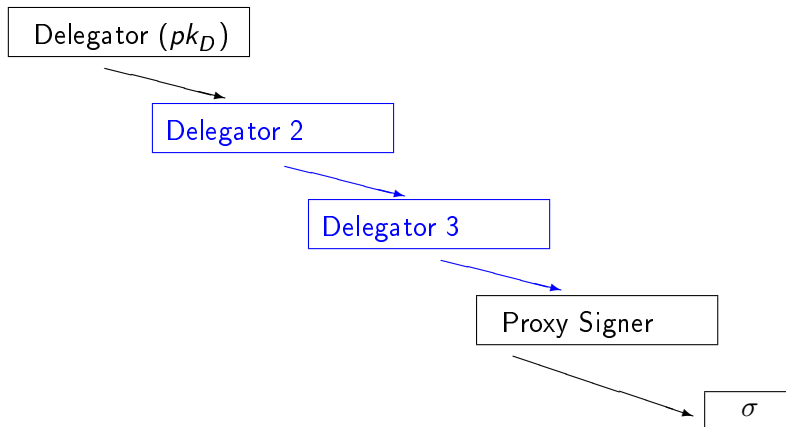 Delegator (pk_D)
Delegator 2
Delegator 3
Proxy Signer
σ